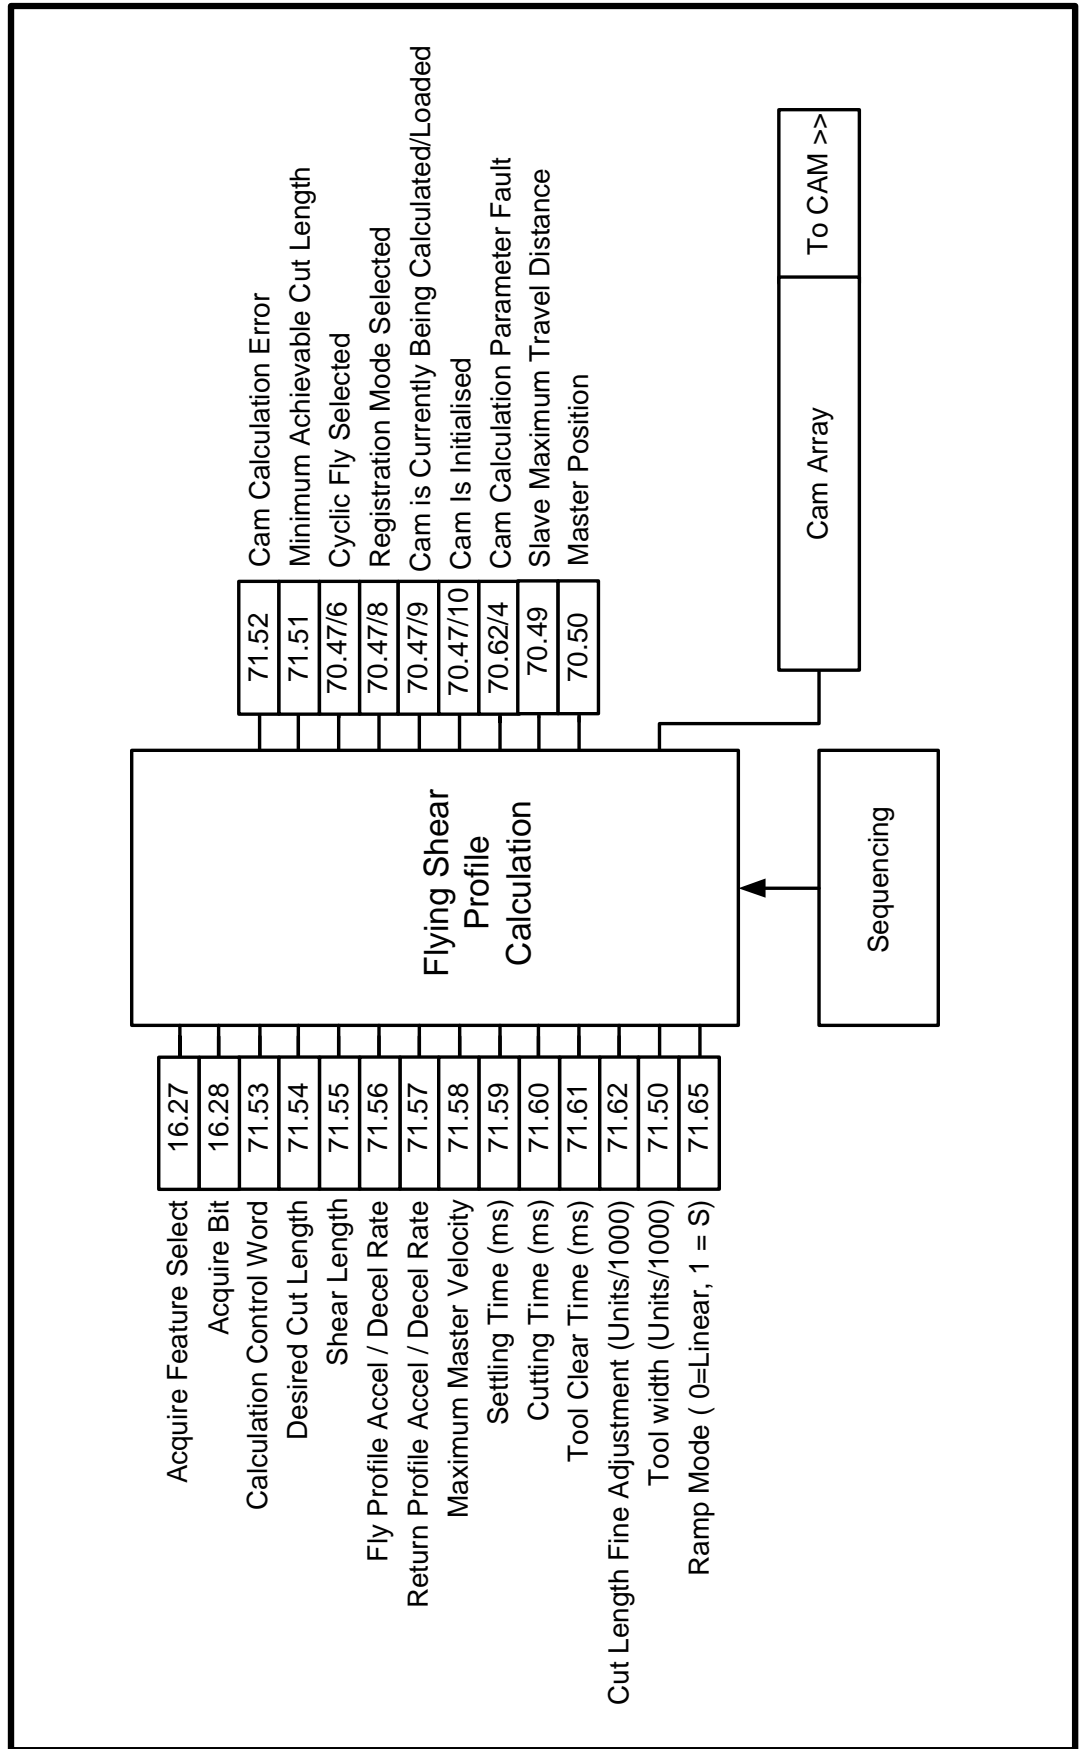 Acquire Feature Select 16.27
Acquire Bit 16.28
Calculation Control Word 71.53
Desired Cut Length 71.54
Shear Length 71.55
Fly Profile Accel / Decel Rate 71.56
Return Profile Accel / Decel Rate 71.57
Maximum Master Velocity 71.58
Settling Time (ms) 71.59
Cutting Time (ms) 71.60
Tool Clear Time (ms) 71.61
Cut Length Fine Adjustment (Units/1000) 71.62
Tool width (Units/1000) 71.50
Ramp Mode ( 0=Linear, 1 = S) 71.65
Flying Shear
Profile
Calculation
71.52 Cam Calculation Error
71.51 Minimum Achievable Cut Length
70.47/6 Cyclic Fly Selected
70.47/8 Registration Mode Selected
70.47/9 Cam is Currently Being Calculated/Loaded
70.47/10 Cam Is Initialised
70.62/4 Cam Calculation Parameter Fault
70.49 Slave Maximum Travel Distance
70.50 Master Position
Sequencing
Cam Array
To CAM >>